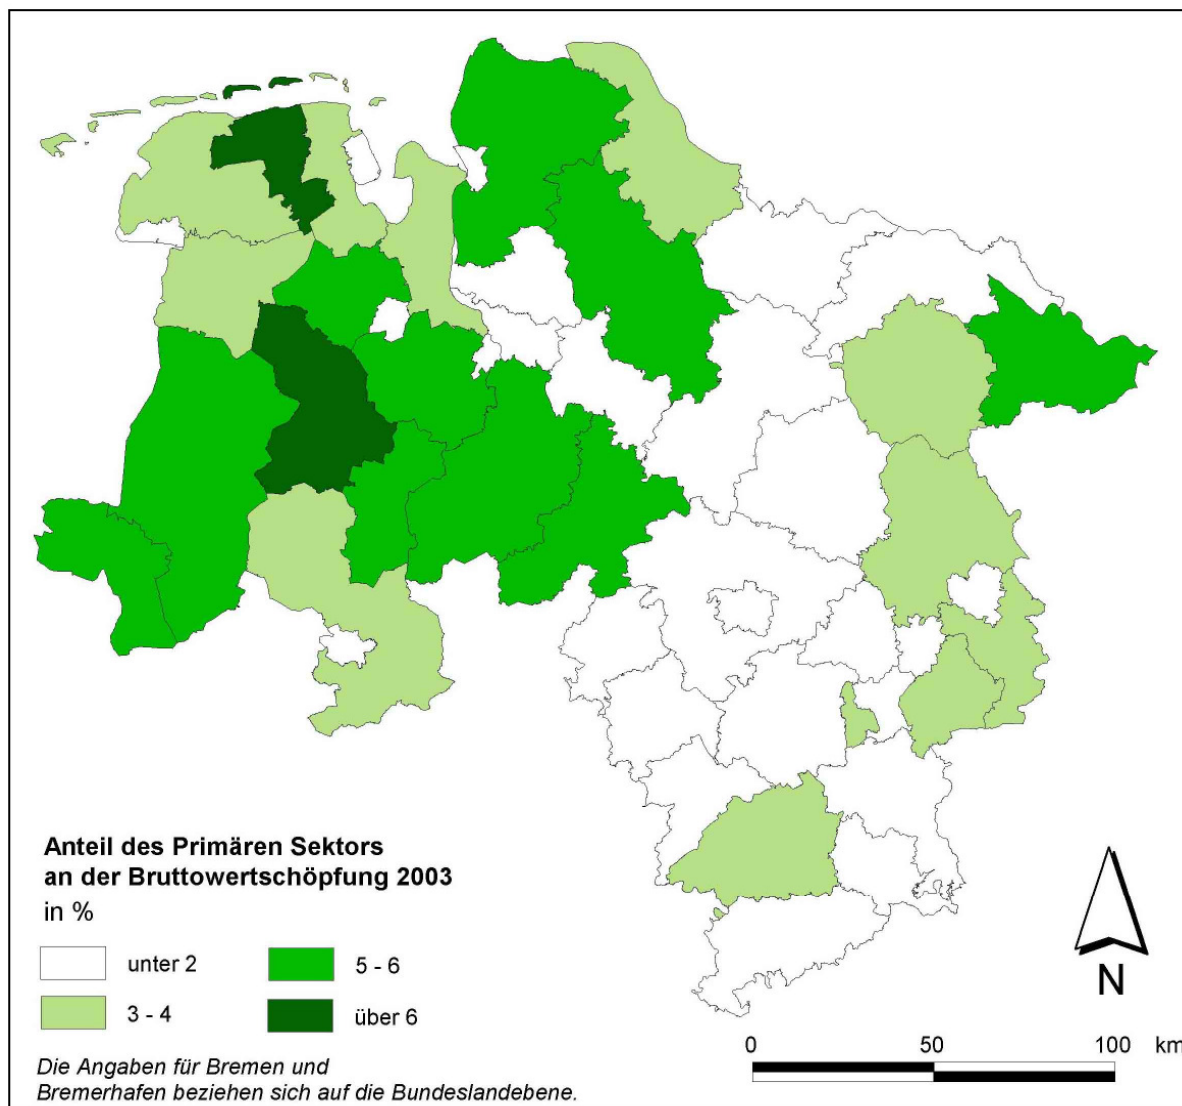 Anteil des Primären Sektors
an der Bruttowertschöpfung 2003
in %
unter 2
5 - 6
3 - 4
über 6
Die Angaben für Bremen und
Bremerhafen beziehen sich auf die Bundeslandebene.
N
0 50 100 km